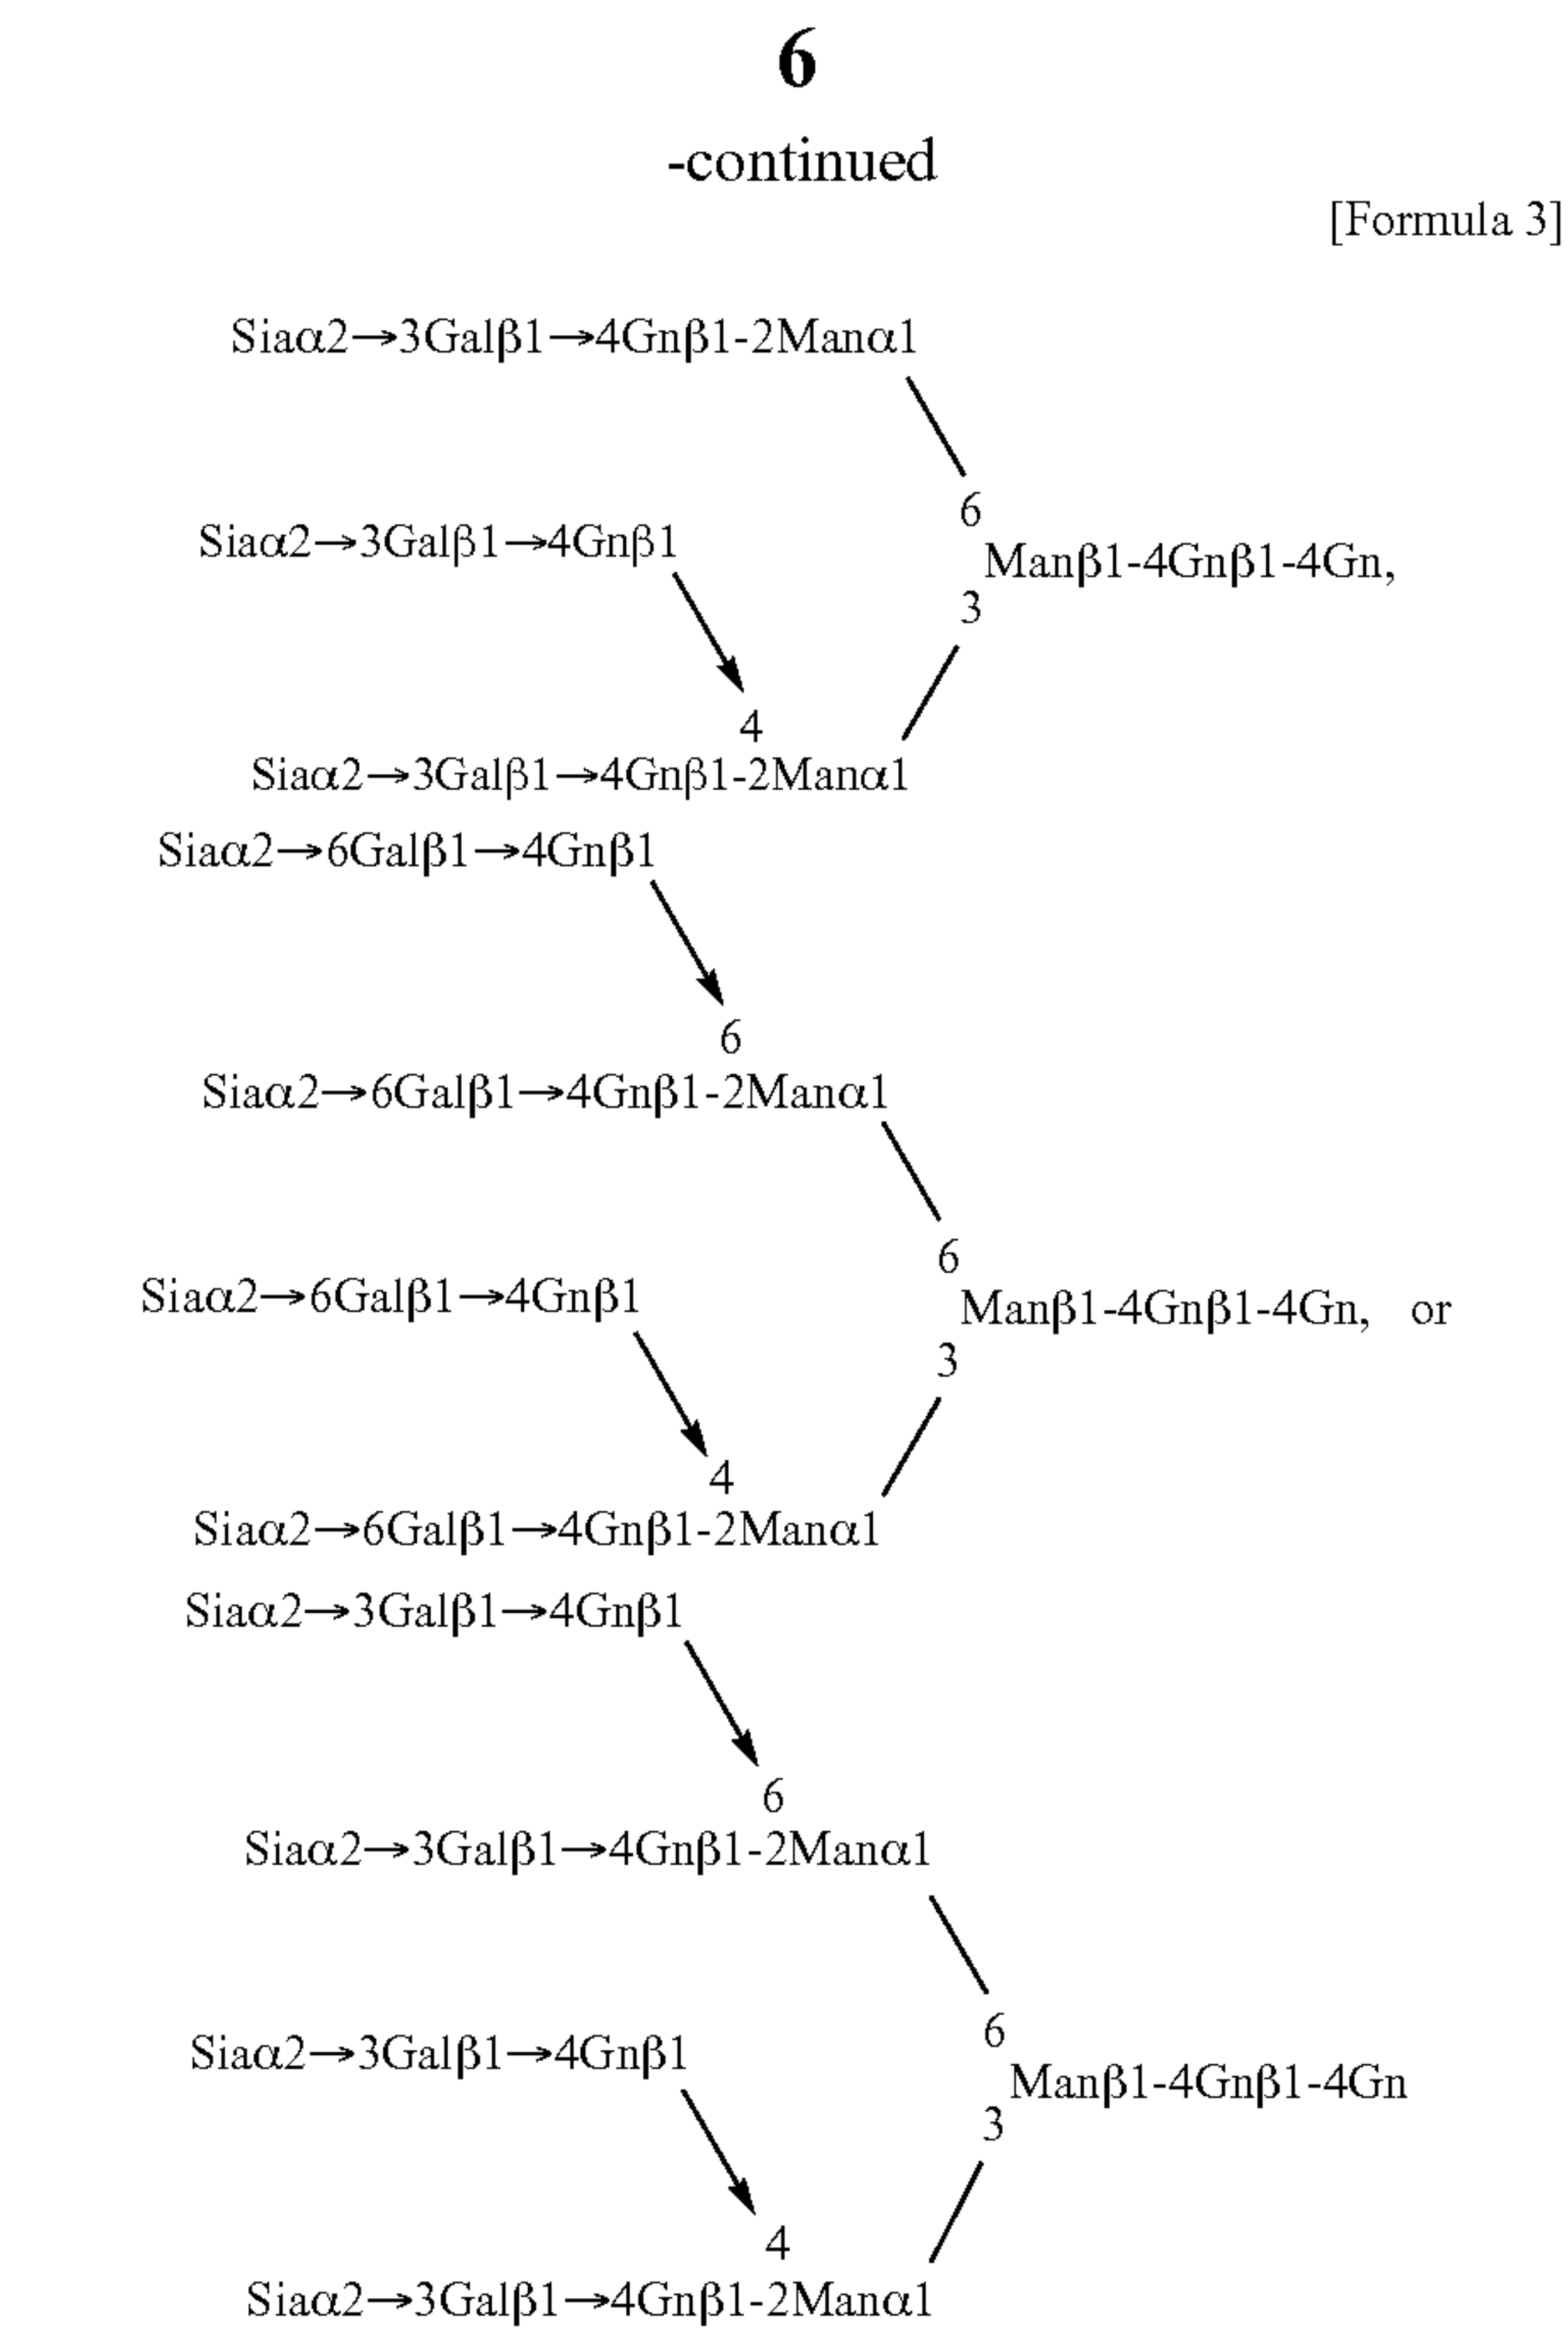 6
-continued
[Formula 3]
Siaα2→3Galβ1→4Gnβ1-2Manα1
6
Siaα2→3Galβ1→4Gnβ1
Manβ1-4Gnβ1-4Gn,
3
4
Siaα2→3Galβ1→4Gnβ1-2Manα1
Siaα2→6Galβ1→4Gnβ1
6
Siaα2→6Galβ1→4Gnβ1-2Manα1
6
Siaα2→6Galβ1→4Gnβ1
Manβ1-4Gnβ1-4Gn, or
3
4
Siaα2→6Galβ1→4Gnβ1-2Manα1
Siaα2→3Galβ1→4Gnβ1
6
Siaα2→3Galβ1→4Gnβ1-2Manα1
6
Siaα2→3Galβ1→4Gnβ1
Manβ1-4Gnβ1-4Gn
3
4
Siaα2→3Galβ1→4Gnβ1-2Manα1